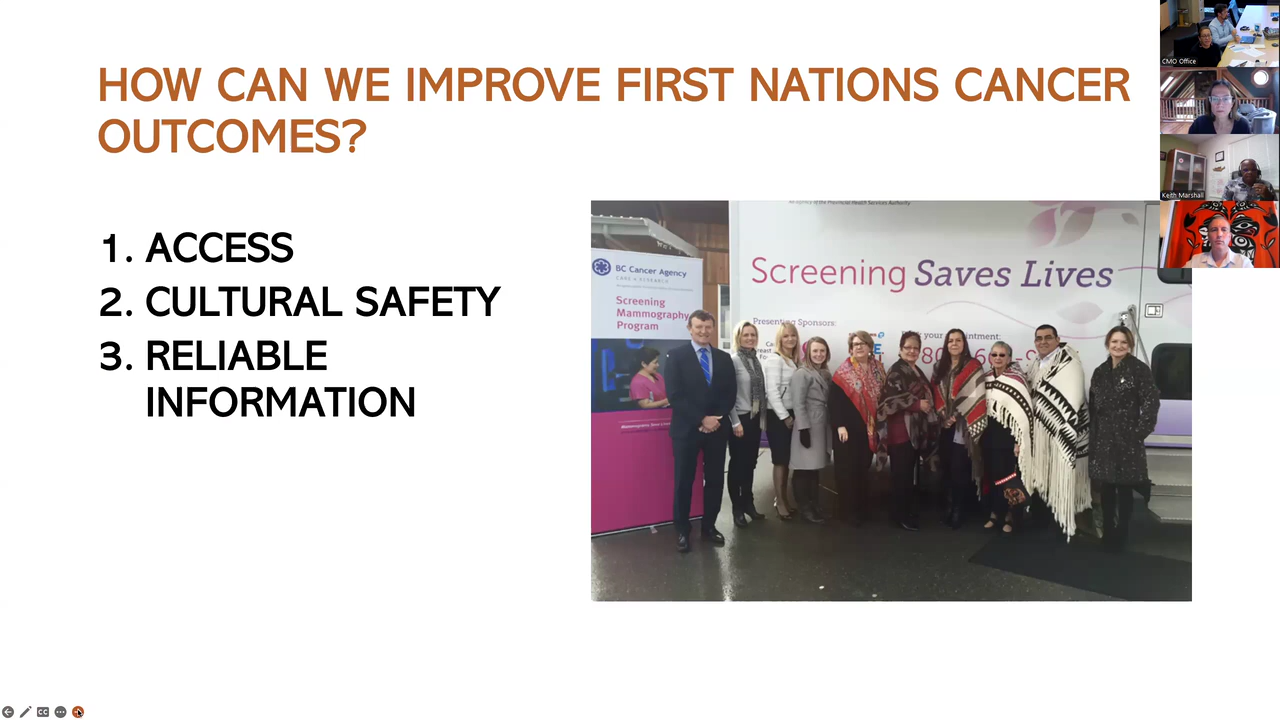 HOW CAN WE IMPROVE FIRST NATIONS CANCER
OUTCOMES?
1. ACCESS
2. CULTURAL SAFETY
3. RELIABLE
INFORMATION
An agency of the Provincial Health Services Authority
Screening Saves Lives
Presenting Sponsors:
BC Cancer Agency
CARE + RESEARCH
Screening
Mammography
Program
CMO Office
Keith Marshall
CC